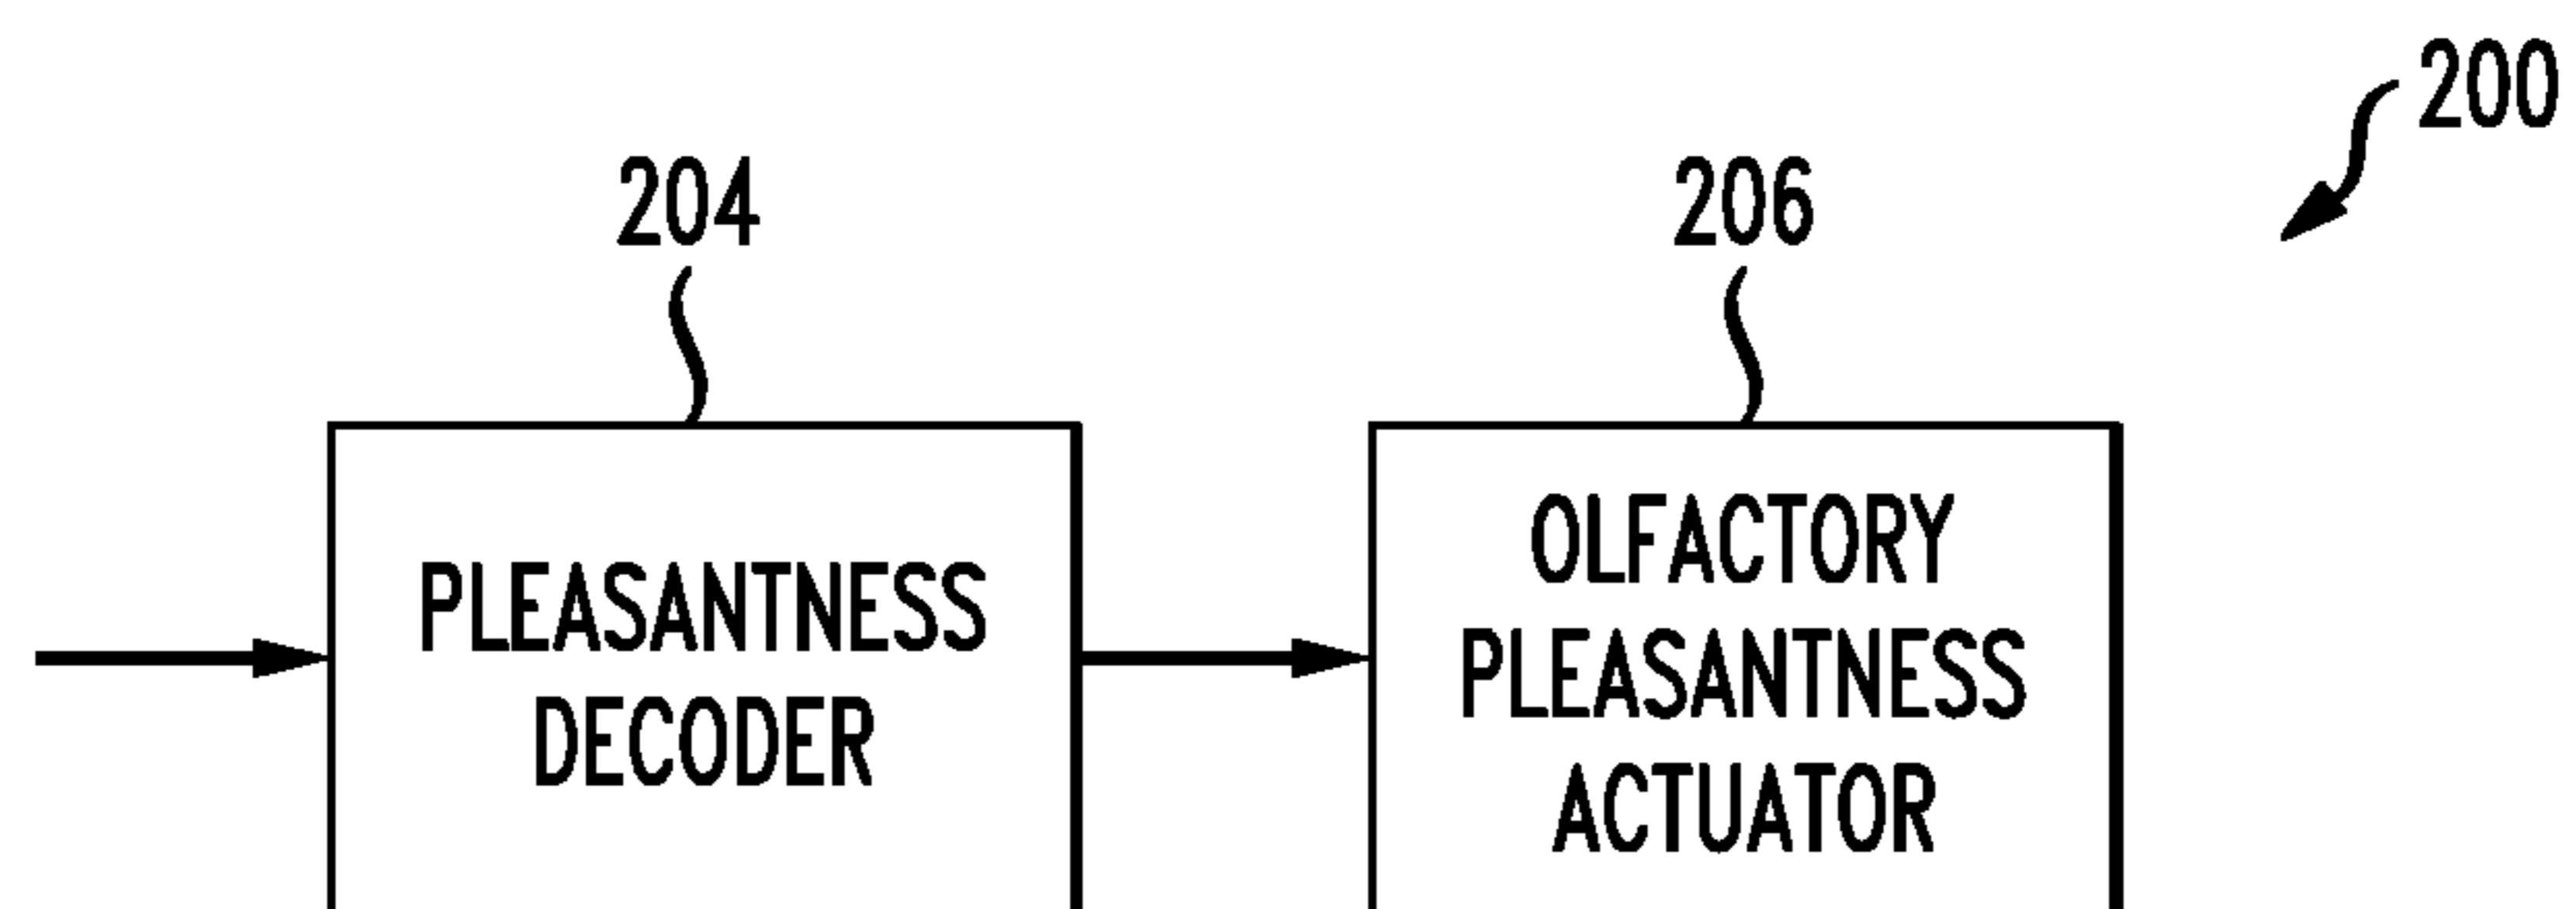 200
204
206
PLEASANTNESS
DECODER
OLFACTORY
PLEASANTNESS
ACTUATOR